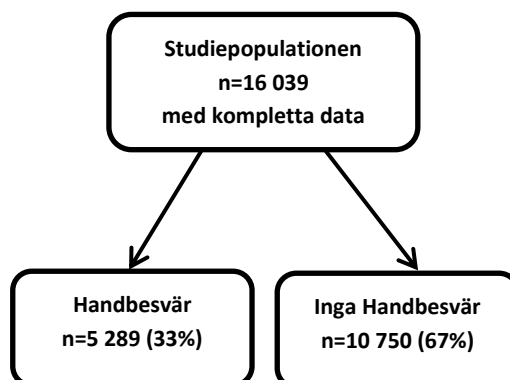 Studiepopulationen
n=16 039
med kompletta data
Handbesvär
n=5 289 (33%)
Inga Handbesvär
n=10 750 (67%)